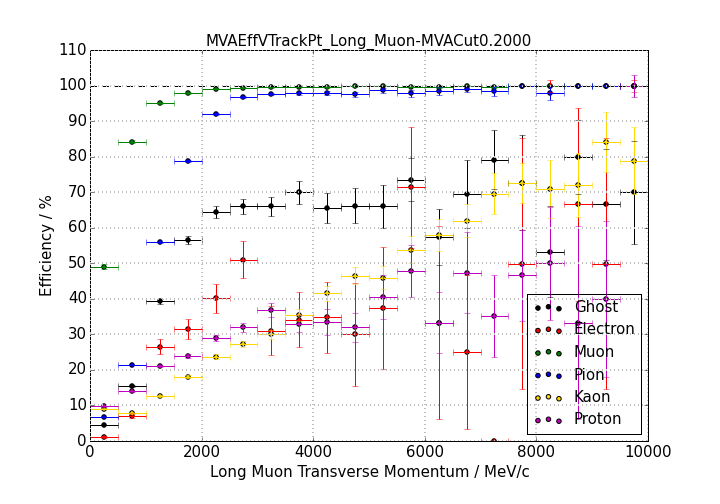 MVAEffVTrackPt_Long_Muon-MVACut0.2000
110
100
90
80
70
60
50
40
30
20
10
0
Efficiency / %
Ghost
Electron
Muon
Pion
Kaon
Proton
0 2000 4000 6000 8000 10000
Long Muon Transverse Momentum / MeV/c